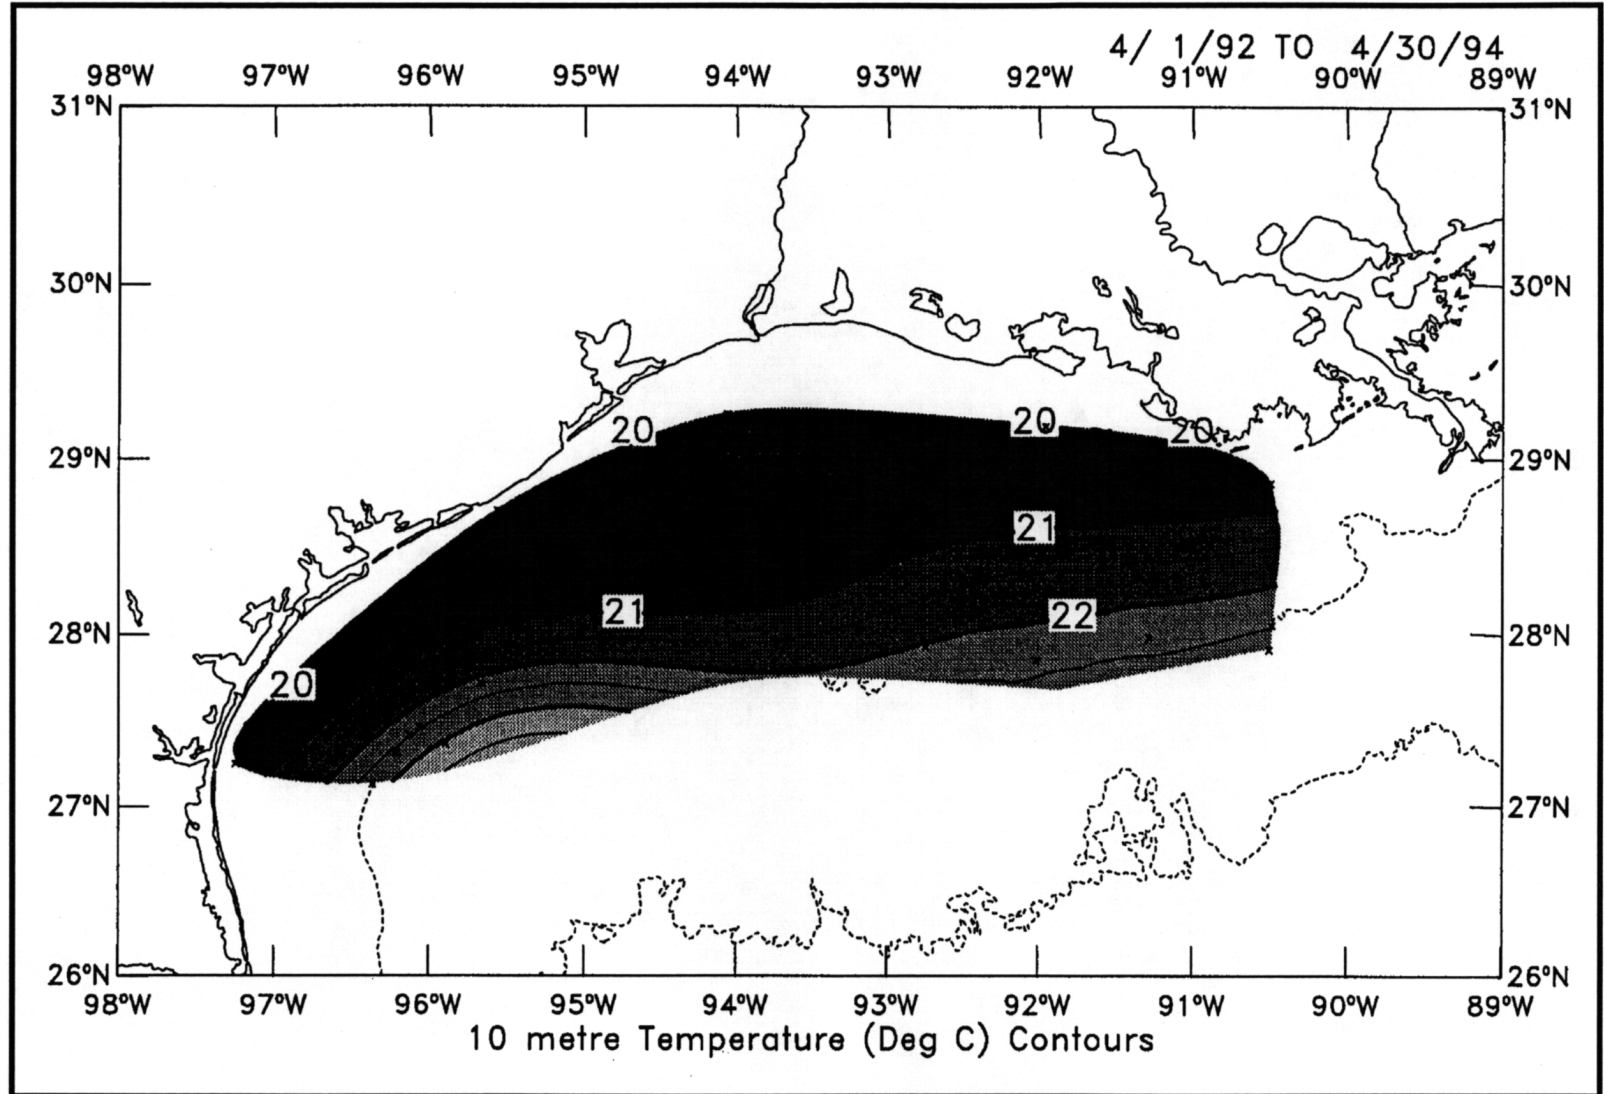 4/ 1/92 TO 4/30/94
98°W 97°W 96°W 95°W 94°W 93°W 92°W 91°W 90°W 89°W
31°N 31°N
30°N 30°N
20 20 20
29°N 29°N
21
21 22
28°N 28°N
20
27°N 27°N
26°N 26°N
98°W 97°W 96°W 95°W 94°W 93°W 92°W 91°W 90°W 89°W
10 metre Temperature (Deg C) Contours